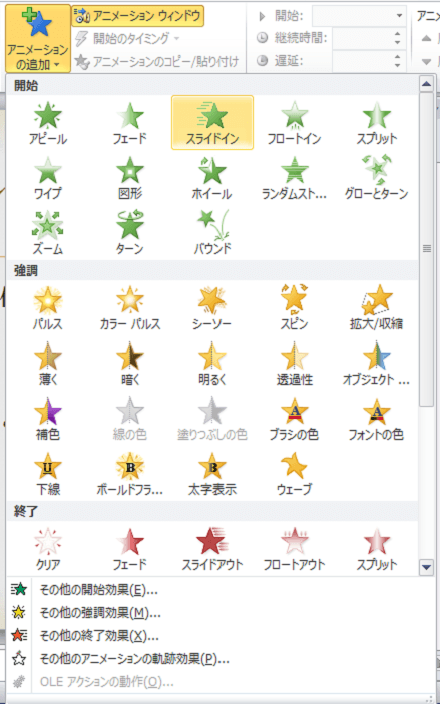 アニメーションの追加
アニメーション ウィンドウ
開始のタイミング
アニメーションのコピー/貼り付け
開始:
継続時間:
遅延:
アニ
開始
アピール フェード スライドイン フロートイン スプリット
ワイプ 図形 ホイール ランダムスト... グローとターン
ズーム ターン バウンド
強調
パルス カラー パルス シーソー スピン 拡大/収縮
薄く 暗く 明るく 透過性 オブジェクト ...
補色 線の色 塗りつぶしの色 ブラシの色 フォントの色
下線 ボールドフラ... 太字表示 ウェーブ
終了
クリア フェード スライドアウト フロートアウト スプリット
その他の開始効果(E)...
その他の強調効果(M)...
その他の終了効果(X)...
その他のアニメーションの軌跡効果(P)...
OLE アクションの動作(O)...